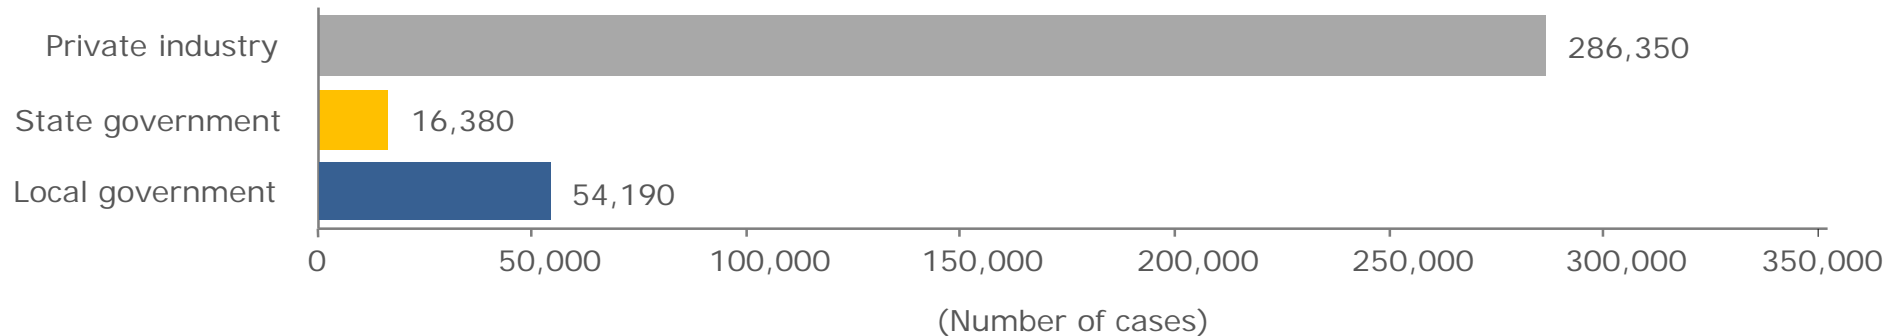 Private industry 286,350
State government 16,380
Local government 54,190
0 50,000 100,000 150,000 200,000 250,000 300,000 350,000
(Number of cases)